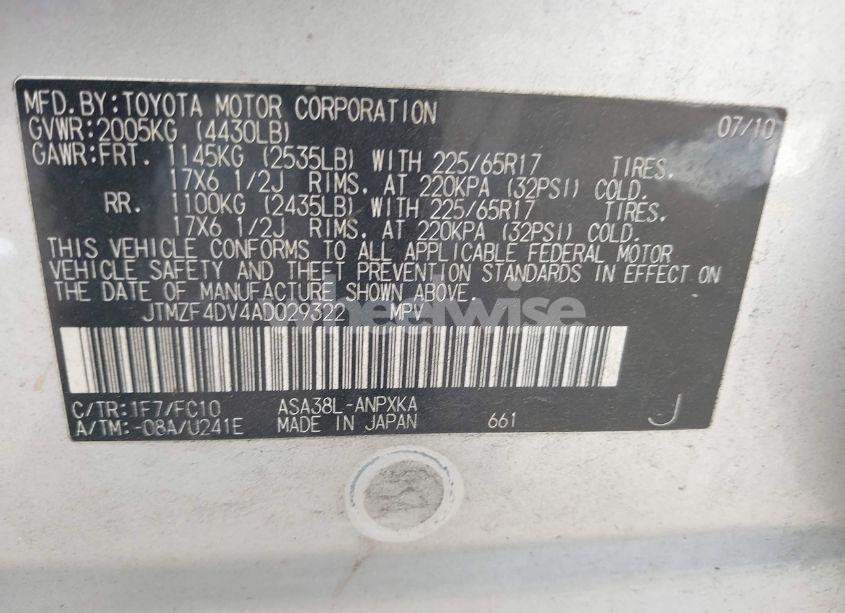 MFD.BY:TOYOTA MOTOR CORPORATION 07/10
GVWR:2005KG (4430LB)
GAWR:FRT. 1145KG (2535LB) WITH 225/65R17 TIRES.
17X6 1/2J RIMS. AT 220KPA (32PSI) COLD.
RR. 1100KG (2435LB) WITH 225/65R17 TIRES.
17X6 1/2J RIMS. AT 220KPA (32PSI) COLD.
THIS VEHICLE CONFORMS TO ALL APPLICABLE FEDERAL MOTOR
VEHICLE SAFETY AND THEFT PREVENTION STANDARDS IN EFFECT ON
THE DATE OF MANUFACTURE SHOWN ABOVE.
wheelwise
JTMZF4DV4AD029322 MPV
C/TR:1F7/FC10 ASA38L-ANPXKA
A/TM:-08A/U241E MADE IN JAPAN 661 J